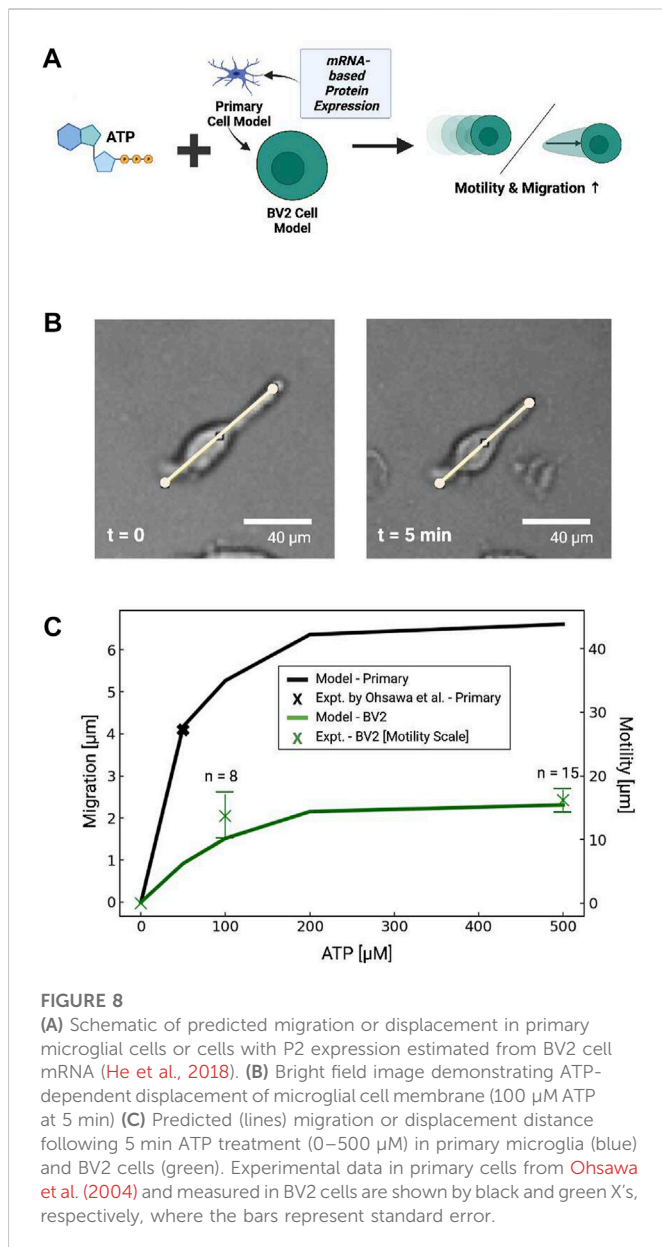 A
mRNA-
based
Protein
Expression
Primary
Cell Model
ATP
P P P
BV2 Cell
Model
Motility & Migration ↑
B
t = 0
40 µm
t = 5 min
40 µm
C
Migration [µm]
6
5
4
3
2
1
0
Model - Primary
Expt. by Ohsawa et al. - Primary
Model - BV2
Expt. - BV2 [Motility Scale]
n = 8
n = 15
40
30
20
10
0
Motility [µm]
0 100 200 300 400 500
ATP [µM]
FIGURE 8
(A) Schematic of predicted migration or displacement in primary
microglial cells or cells with P2 expression estimated from BV2 cell
mRNA (He et al., 2018). (B) Bright field image demonstrating ATP-
dependent displacement of microglial cell membrane (100 µM ATP
at 5 min) (C) Predicted (lines) migration or displacement distance
following 5 min ATP treatment (0–500 µM) in primary microglia (blue)
and BV2 cells (green). Experimental data in primary cells from Ohsawa
et al. (2004) and measured in BV2 cells are shown by black and green X's,
respectively, where the bars represent standard error.